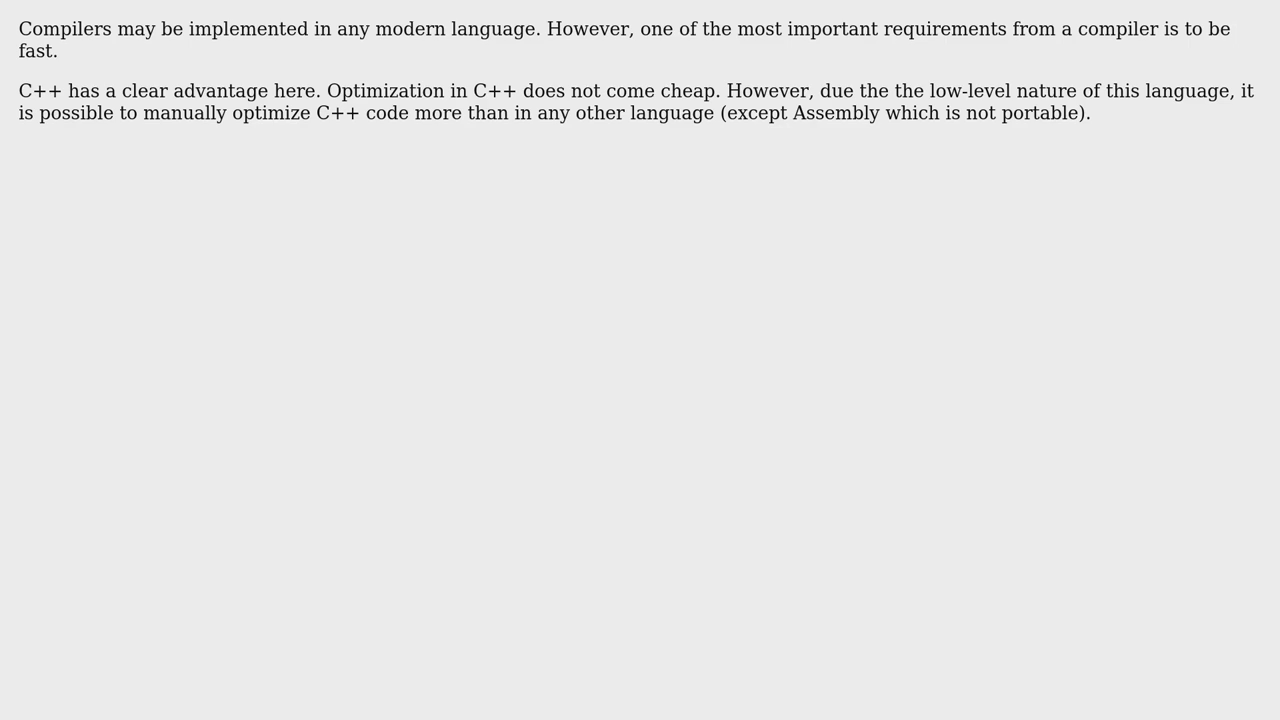 Compilers may be implemented in any modern language. However, one of the most important requirements from a compiler is to be
fast.
C++ has a clear advantage here. Optimization in C++ does not come cheap. However, due the the low-level nature of this language, it
is possible to manually optimize C++ code more than in any other language (except Assembly which is not portable).